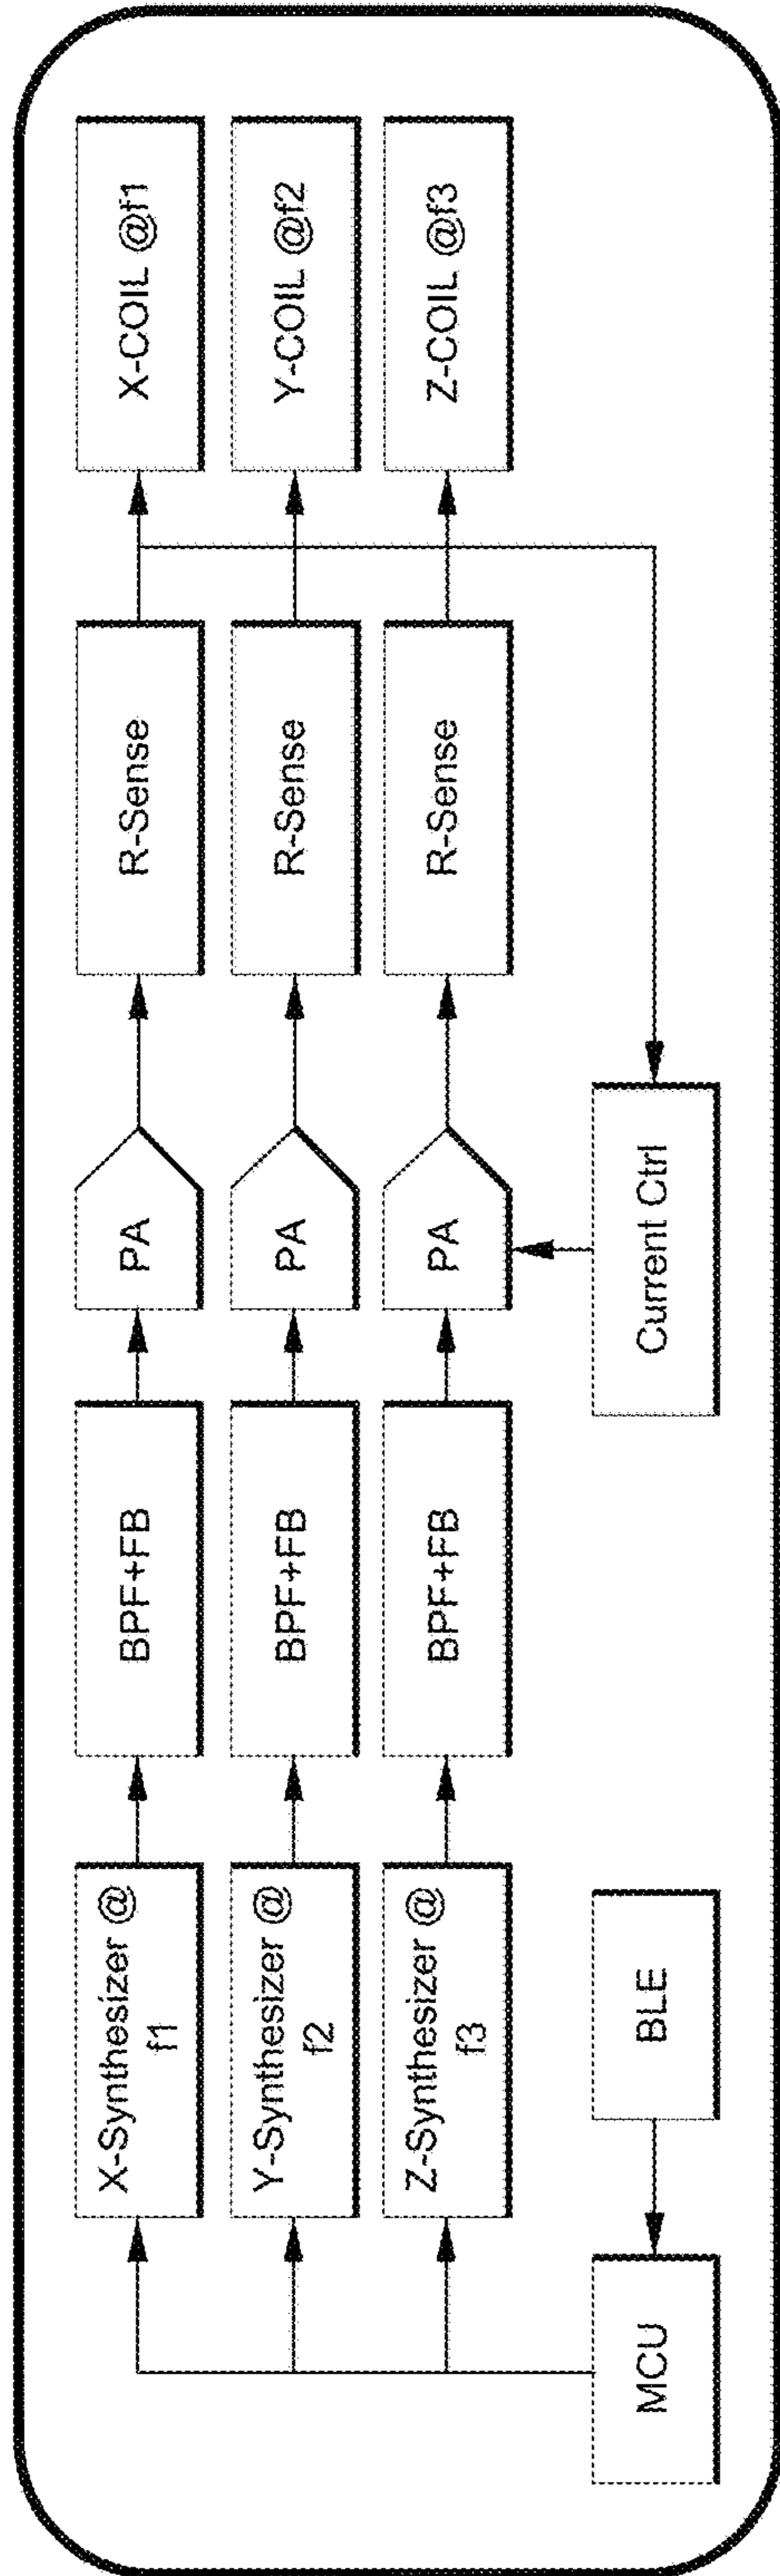 X-Synthesizer @
f1
BPF+FB
PA
R-Sense
X-COIL @f1
Y-Synthesizer @
f2
BPF+FB
PA
R-Sense
Y-COIL @f2
Z-Synthesizer @
f3
BPF+FB
PA
R-Sense
Z-COIL @f3
MCU
BLE
Current Ctrl